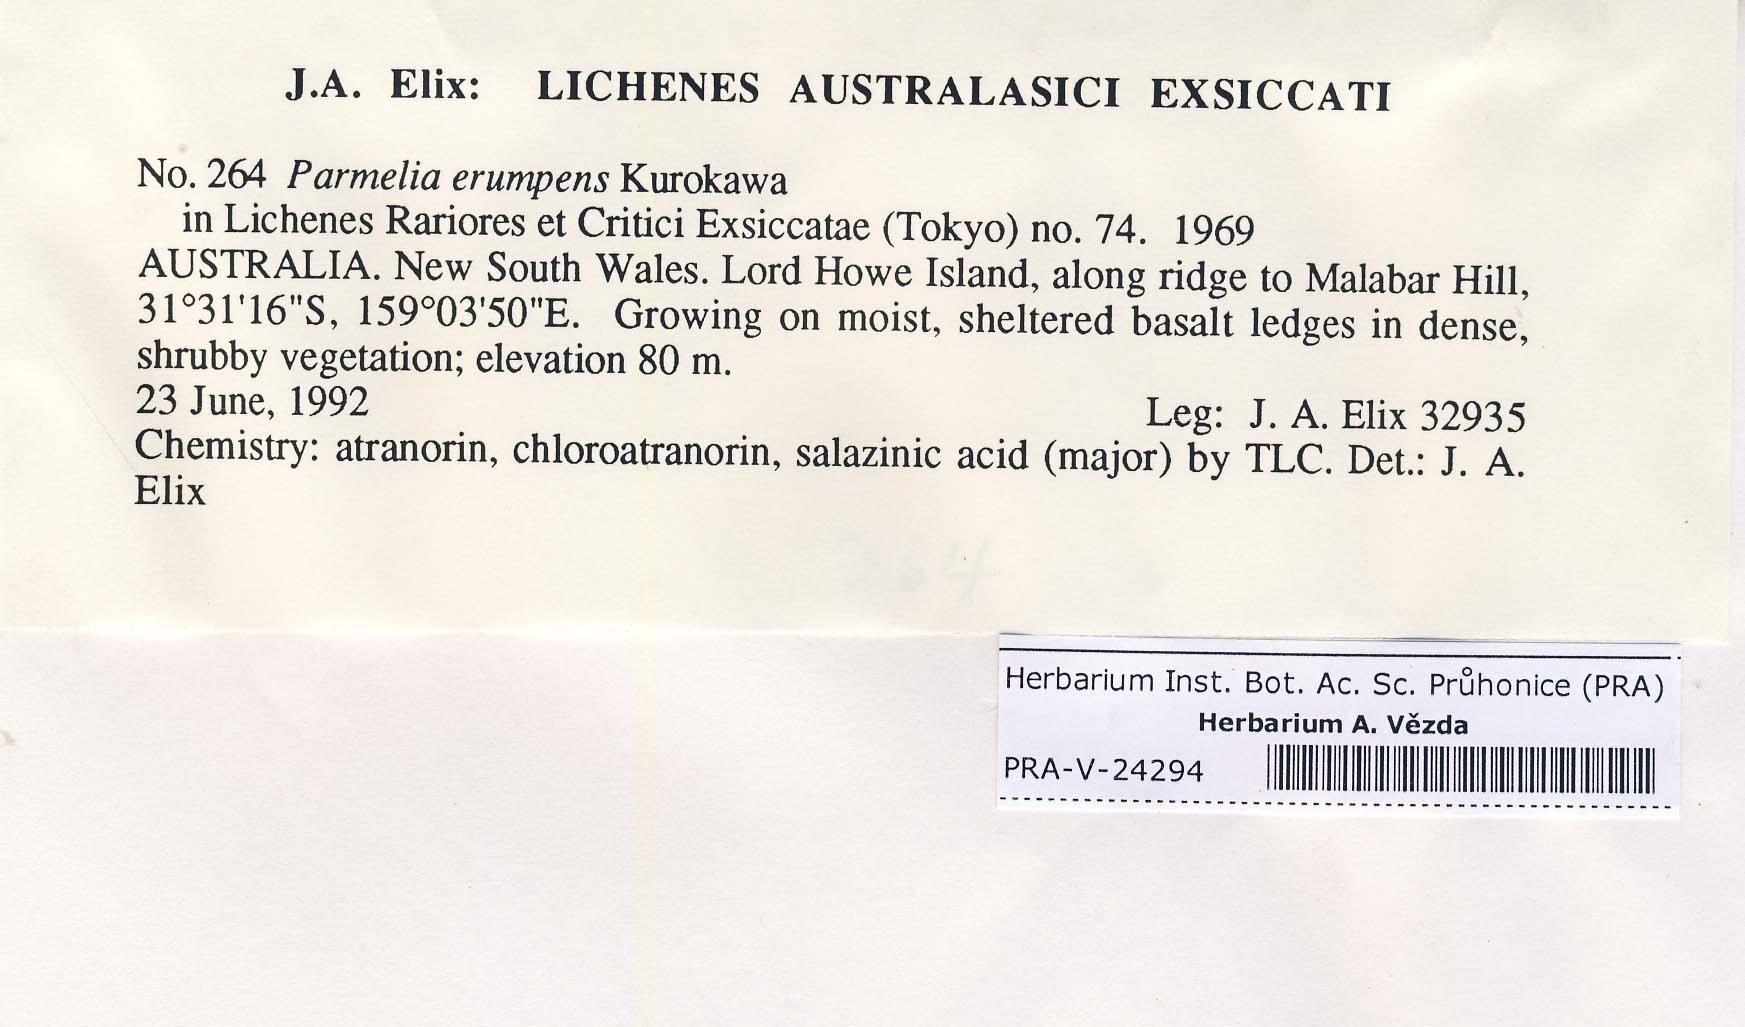 J.A. Elix: LICHENES AUSTRALASICI EXSICCATI
No. 264 Parmelia erumpens Kurokawa
in Lichenes Rariores et Critici Exsiccatae (Tokyo) no. 74. 1969
AUSTRALIA. New South Wales. Lord Howe Island, along ridge to Malabar Hill,
31°31'16"S, 159°03'50"E. Growing on moist, sheltered basalt ledges in dense,
shrubby vegetation; elevation 80 m.
23 June, 1992 Leg: J. A. Elix 32935
Chemistry: atranorin, chloroatranorin, salazinic acid (major) by TLC. Det.: J. A.
Elix
264
Herbarium Inst. Bot. Ac. Sc. Průhonice (PRA)
Herbarium A. Vězda
PRA-V-24294